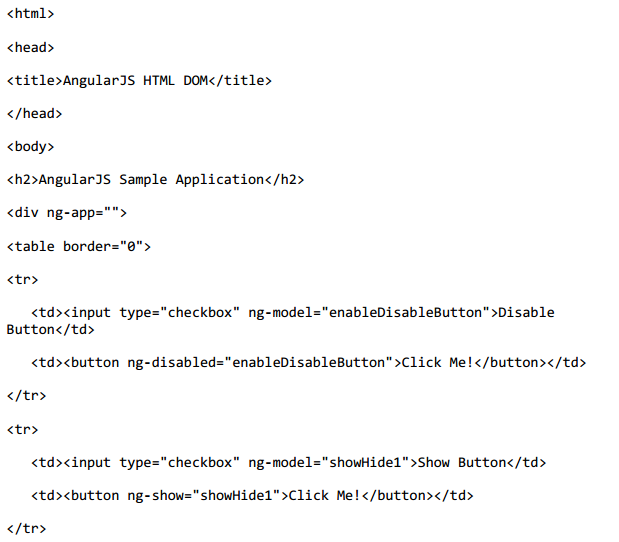 <html>
<head>
<title>AngularJS HTML DOM</title>
</head>
<body>
<h2>AngularJS Sample Application</h2>
<div ng-app="">
<table border="0">
<tr>
<td><input type="checkbox" ng-model="enableDisableButton">Disable
Button</td>
<td><button ng-disabled="enableDisableButton">Click Me!</button></td>
</tr>
<tr>
<td><input type="checkbox" ng-model="showHide1">Show Button</td>
<td><button ng-show="showHide1">Click Me!</button></td>
</tr>